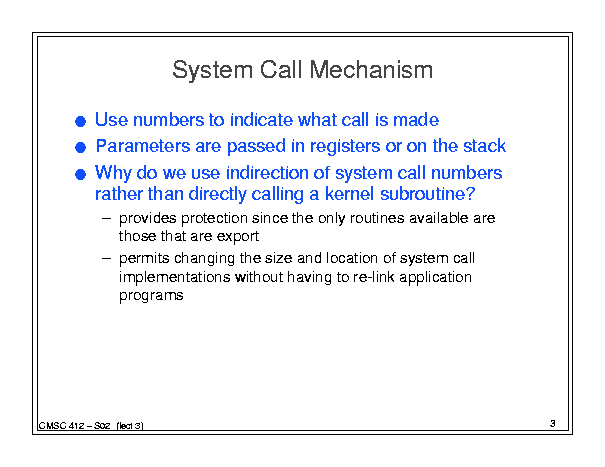 System Call Mechanism
● Use numbers to indicate what call is made
● Parameters are passed in registers or on the stack
● Why do we use indirection of system call numbers
rather than directly calling a kernel subroutine?
– provides protection since the only routines available are
those that are export
– permits changing the size and location of system call
implementations without having to re-link application
programs
CMSC 412 – S02 (lect 3)
3